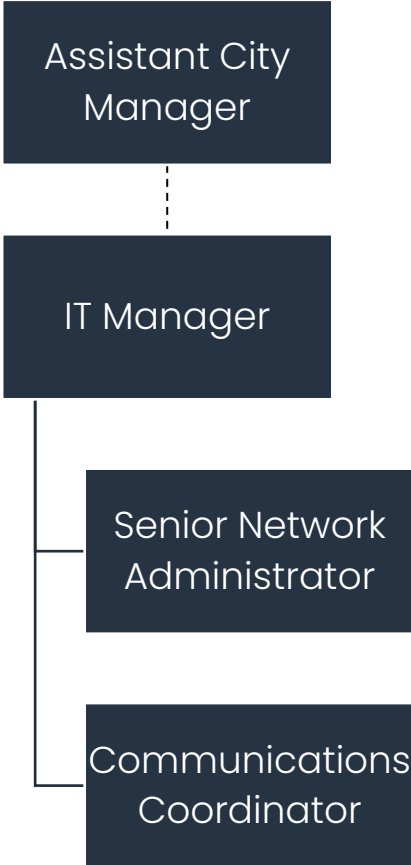 Assistant City
Manager
IT Manager
Senior Network
Administrator
Communications
Coordinator